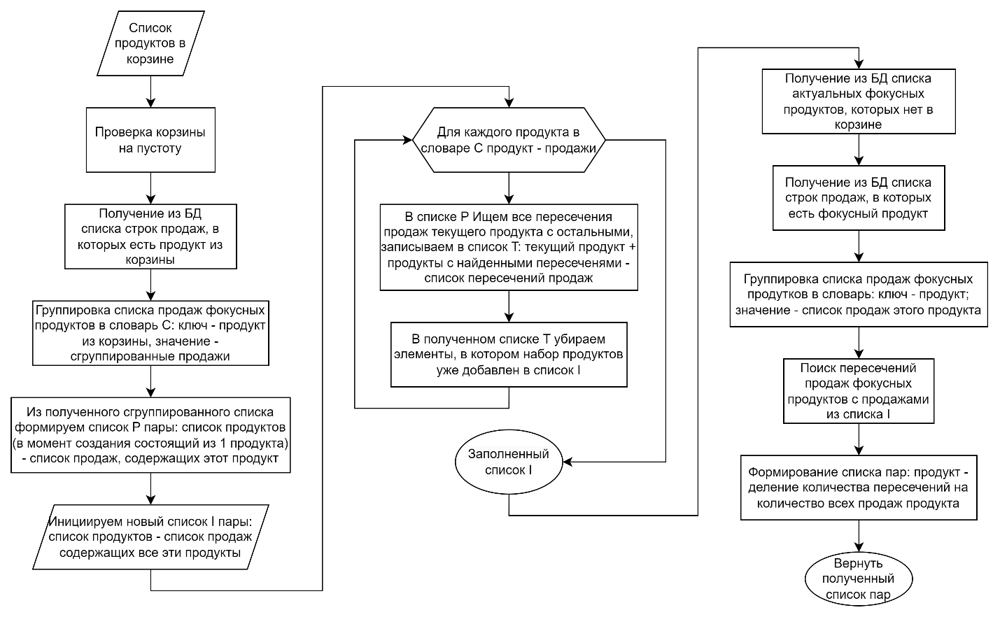 Список
продуктов в
корзине
Проверка корзины
на пустоту
Получение из БД
списка строк продаж, в
которых есть продукт из
корзины
Группировка списка продаж фокусных
продуктов в словарь С: ключ - продукт
из корзины, значение -
сгруппированные продажи
Из полученного сгруппированного списка
формируем список P пары: список продуктов
(в момент создания состоящий из 1 продукта)
- список продаж, содержащих этот продукт
Инициируем новый список I пары:
список продуктов - список продаж
содержащих все эти продукты
Для каждого продукта в
словаре С продукт - продажи
В списке P Ищем все пересечения
продаж текущего продукта с остальными,
записываем в список T: текущий продукт +
продукты с найденными пересеченями -
список пересечений продаж
В полученном списке T убираем
элементы, в котором набор продуктов
уже добавлен в список I
Заполненный
список I
Получение из БД списка
актуальных фокусных
продуктов, которых нет в
корзине
Получение из БД списка
строк продаж, в которых
есть фокусный продукт
Группировка списка продаж фокусных
продутков в словарь: ключ - продукт;
значение - список продаж этого продукта
Поиск пересечений
продаж фокусных
продуктов с продажами
из списка I
Формирование списка пар: продукт -
деление количества пересечений на
количество всех продаж продукта
Вернуть
полученный
список пар